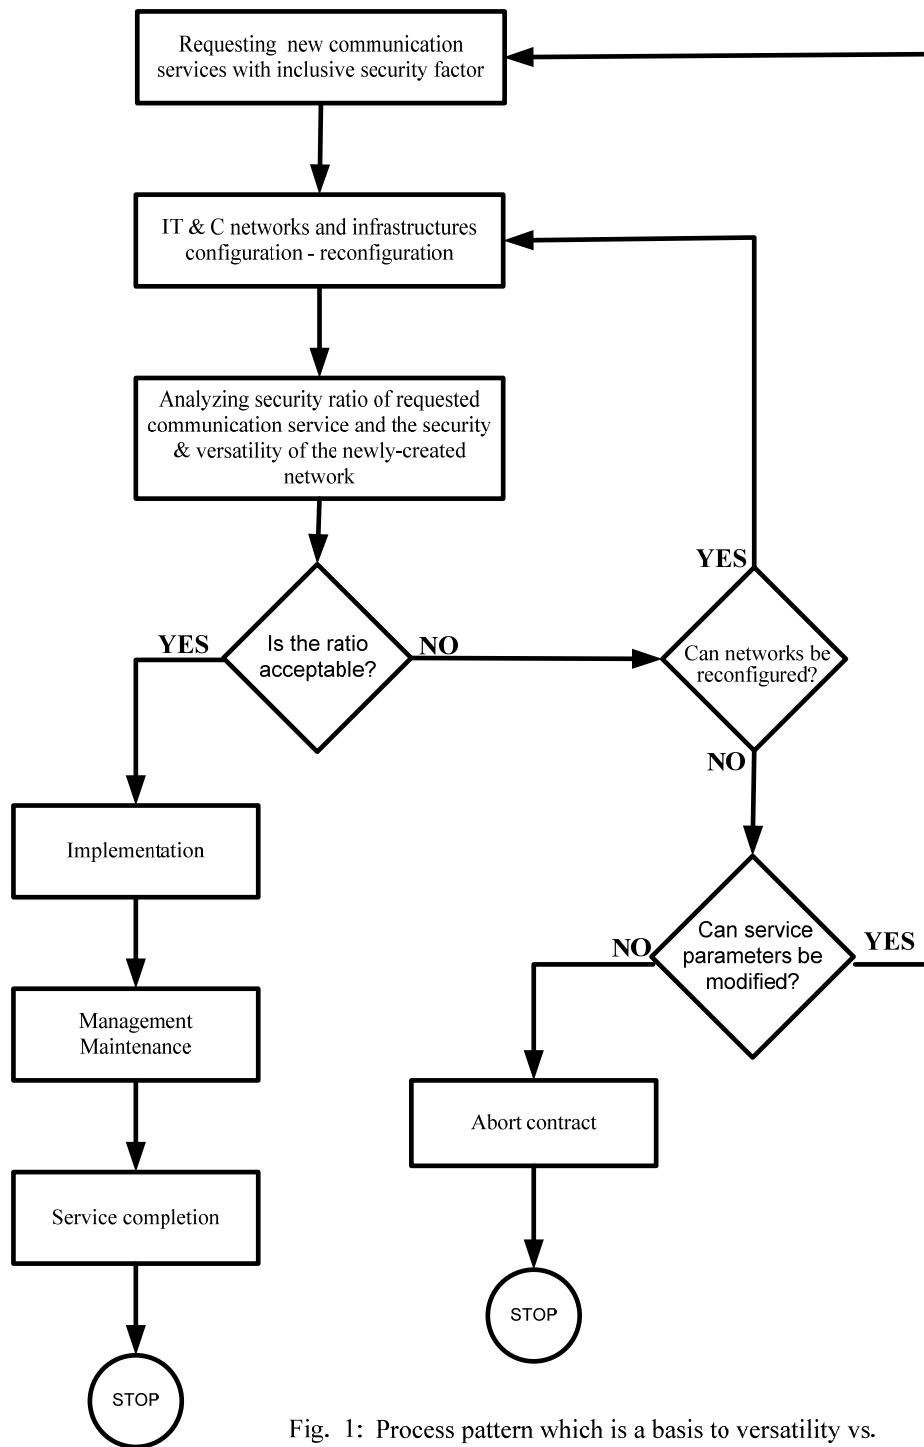 Requesting new communication
services with inclusive security factor
IT & C networks and infrastructures
configuration - reconfiguration
Analyzing security ratio of requested
communication service and the security
& versatility of the newly-created
network
YES
Is the ratio
acceptable?
NO
YES
Can networks be
reconfigured?
NO
Implementation
Can service
parameters be
modified?
NO
YES
Management
Maintenance
Abort contract
Service completion
STOP
STOP
Fig. 1: Process pattern which is a basis to versatility vs.